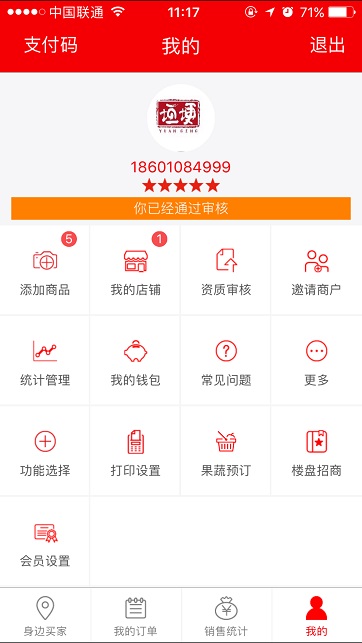 中国联通 11:17 71%
支付码 我的 退出
18601084999
你已经通过审核
5 1
添加商品 我的店铺 资质审核 邀请商户
统计管理 我的钱包 常见问题 更多
功能选择 打印设置 果蔬预订 楼盘招商
会员设置
身边买家 我的订单 销售统计 我的